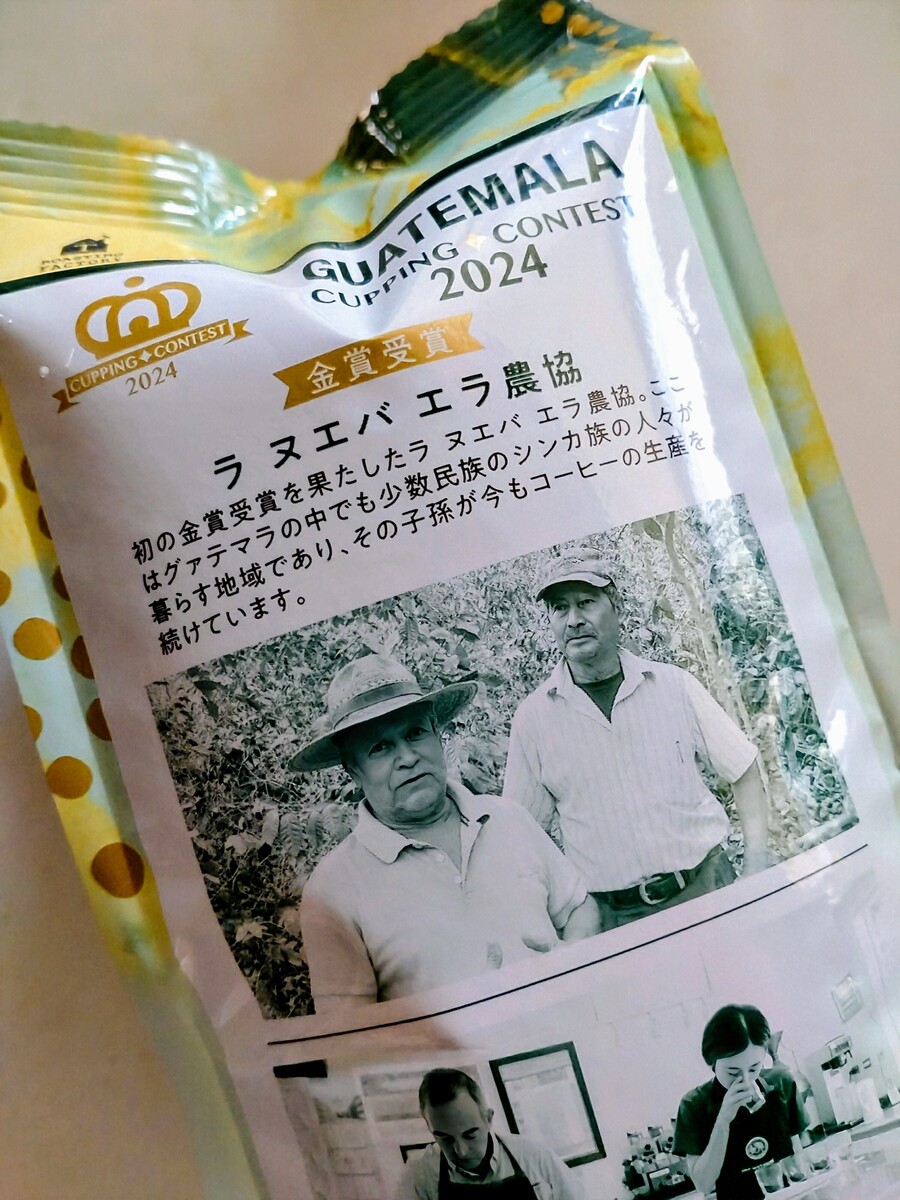 GUATEMALA
CUPPING CONTEST
2024
ROASTING
FACTORY
CUPPING CONTEST
2024
金賞受賞
ラ ヌエバ エラ農協
初の金賞受賞を果たしたラ ヌエバ エラ農協。ここ
はグァテマラの中でも少数民族のシンカ族の人々が
暮らす地域であり、その子孫が今もコーヒーの生産を
続けています。